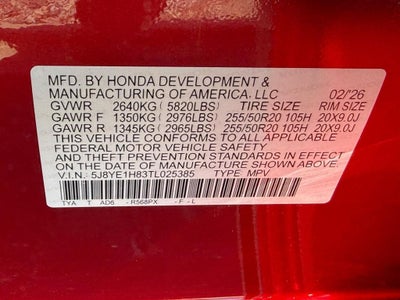 MFD. BY HONDA DEVELOPMENT &
MANUFACTURING OF AMERICA, LLC 02/'26
GVWR 2640KG (5820LBS) TIRE SIZE RIM SIZE
GAWR F 1350KG (2976LBS) 255/50R20 105H 20X9.0J
GAWR R 1345KG (2965LBS) 255/50R20 105H 20X9.0J
THIS VEHICLE CONFORMS TO ALL APPLICABLE
FEDERAL MOTOR VEHICLE SAFETY
STANDARDS IN EFFECT ON THE DATE OF
MANUFACTURE SHOWN ABOVE.
V.I.N. 5J8YE1H83TL025385 TYPE MPV
TYA T AD6 - R568PX - F - L